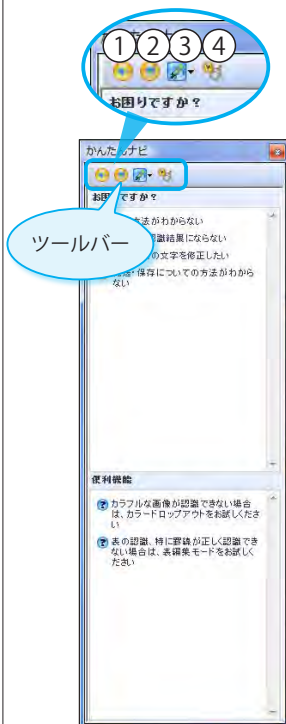 ①②③④
お困りですか？
かんたんナビ
お困りですか？
ツールバー
方法がわからない
認識結果にならない
の文字を修正したい
保存についての方法がわから
ない
便利機能
カラフルな画像が認識できない場合
は、カラードロップアウトをお試しくださ
い
表の認識、特に罫線が正しく認識でき
ない場合は、表編集モードをお試しく
ださい